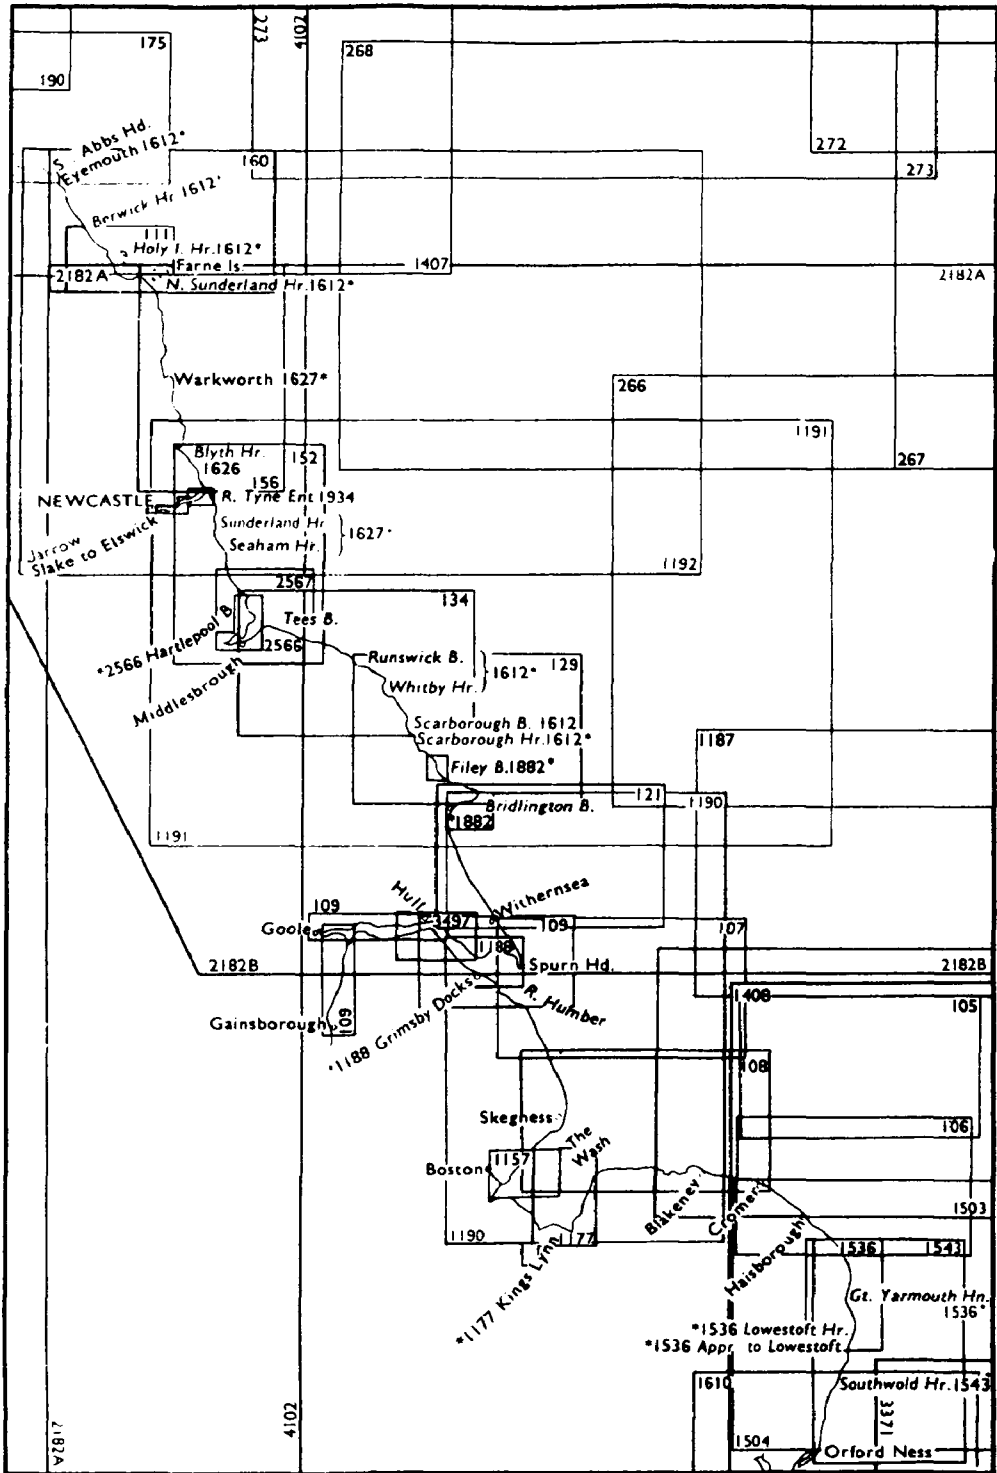 175
273
4102
268
190
S. Abbs Hd.
Eyemouth 1612*
160
272
273
Berwick Hr 1612*
111
Holy I. Hr. 1612*
Farne Is.
1407
2182A
2182A
N. Sunderland Hr. 1612*
Warkworth 1627*
266
1191
Blyth Hr.
1626
152
267
156
NEWCASTLE
R. Tyne Ent 1934
Sunderland Hr
Seaham Hr.
1627*
Jarrow
Slake to Elswick
1192
2567
134
Tees B.
*2566 Hartlepool B
2566
Middlesbrough
Runswick B.
Whitby Hr.
1612*
129
Scarborough B. 1612
Scarborough Hr. 1612*
1187
Filey B. 1882*
121
1190
Bridlington B.
*1882
1191
Hull
Withernsea
109
Goole
3497
109
107
1188
2182B
Spurn Hd.
2182B
Gainsborough
109
*1188 Grimsby Docks
R. Humber
1408
105
108
Skegness
106
The
Wash
1157
Boston
Blakeney
Cromer
1503
1190
1177
*1177 Kings Lynn
Haisborough
1536
1543
Gt. Yarmouth Hn.
1536*
*1536 Lowestoft Hr.
*1536 Appr. to Lowestoft
1610
Southwold Hr. 1543
3371
2182A
4102
1504
Orford Ness